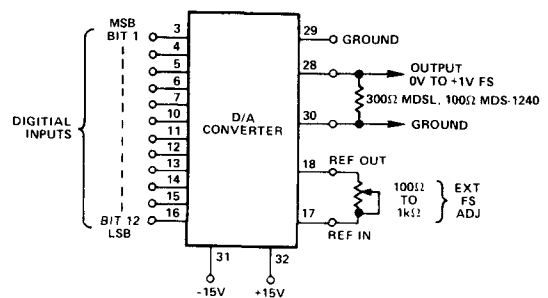 MSB
BIT 1
3
4
5
6
7
10
11
12
13
14
15
16
DIGITIAL
INPUTS
BIT 12
LSB
D/A
CONVERTER
29
GROUND
28
OUTPUT
0V TO +1V FS
300Ω MDSL, 100Ω MDS-1240
30
GROUND
18
REF OUT
100Ω
TO
1kΩ
EXT
FS
ADJ
17
REF IN
31
32
-15V
+15V